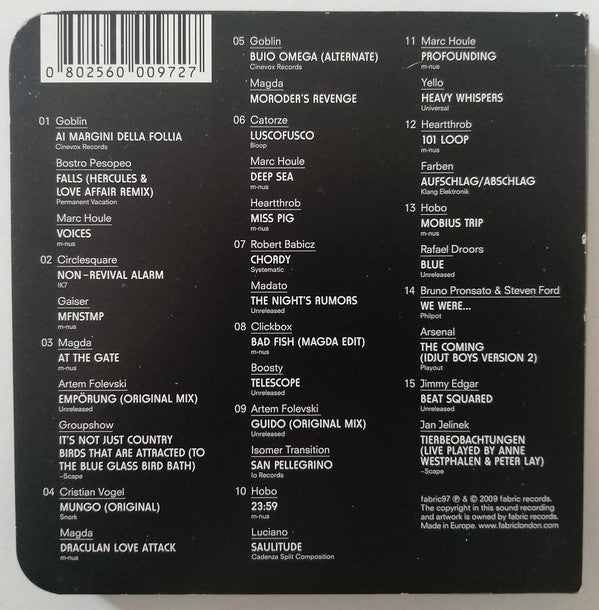 0 802560 009727
01 Goblin
AI MARGINI DELLA FOLLIA
Cinevox Records
Bostro Pesopeo
FALLS (HERCULES &
LOVE AFFAIR REMIX)
Permanent Vacation
Marc Houle
VOICES
m-nus
02 Circlesquare
NON-REVIVAL ALARM
!K7
Gaiser
MFNSTMP
m-nus
03 Magda
AT THE GATE
m-nus
Artem Folevski
EMPÖRUNG (ORIGINAL MIX)
Unreleased
Groupshow
IT'S NOT JUST COUNTRY
BIRDS THAT ARE ATTRACTED (TO
THE BLUE GLASS BIRD BATH)
~Scape
04 Cristian Vogel
MUNGO (ORIGINAL)
Snork
Magda
DRACULAN LOVE ATTACK
m-nus
05 Goblin
BUIO OMEGA (ALTERNATE)
Cinevox Records
Magda
MORODER'S REVENGE
06 Catorze
LUSCOFUSCO
Bloop
Marc Houle
DEEP SEA
m-nus
Heartthrob
MISS PIG
m-nus
07 Robert Babicz
CHORDY
Systematic
Madato
THE NIGHT'S RUMORS
Unreleased
08 Clickbox
BAD FISH (MAGDA EDIT)
m-nus
Boosty
TELESCOPE
Unreleased
09 Artem Folevski
GUIDO (ORIGINAL MIX)
Unreleased
Isomer Transition
SAN PELLEGRINO
Io Records
10 Hobo
23:59
m-nus
Luciano
SAULITUDE
Cadenza Split Composition
11 Marc Houle
PROFOUNDING
m-nus
Yello
HEAVY WHISPERS
Universal
12 Heartthrob
101 LOOP
m-nus
Farben
AUFSCHLAG/ABSCHLAG
Klang Elektronik
13 Hobo
MOBIUS TRIP
m-nus
Rafael Droors
BLUE
Unreleased
14 Bruno Pronsato & Steven Ford
WE WERE...
Philpot
Arsenal
THE COMING
(IDIUT BOYS VERSION 2)
Playout
15 Jimmy Edgar
BEAT SQUARED
Unreleased
Jan Jelinek
TIERBEOBACHTUNGEN
(LIVE PLAYED BY ANNE
WESTPHALEN & PETER LAY)
~Scape
fabric97 ℗ & © 2009 fabric records.
The copyright in this sound recording
and artwork is owned by fabric records.
Made in Europe. www.fabriclondon.com